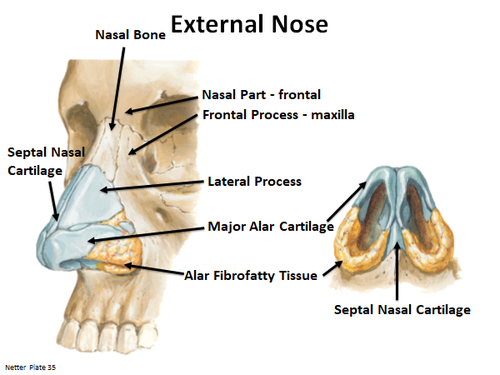 External Nose
Nasal Bone
Nasal Part - frontal
Frontal Process - maxilla
Septal Nasal
Cartilage
Lateral Process
Major Alar Cartilage
Alar Fibrofatty Tissue
Septal Nasal Cartilage
Netter Plate 35